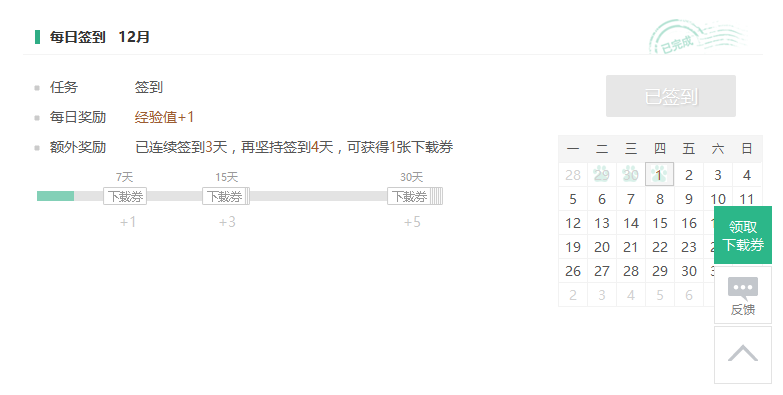 每日签到 12月
已完成
任务 签到
已签到
每日奖励 经验值+1
额外奖励 已连续签到3天，再坚持签到4天，可获得1张下载券
7天 15天 30天
下载券 下载券 下载券
+1 +3 +5
一 二 三 四 五 六 日
28 29 30 1 2 3 4
5 6 7 8 9 10 11
12 13 14 15 16
19 20 21 22 23
26 27 28 29 30
2 3 4 5 6
领取
下载券
反馈